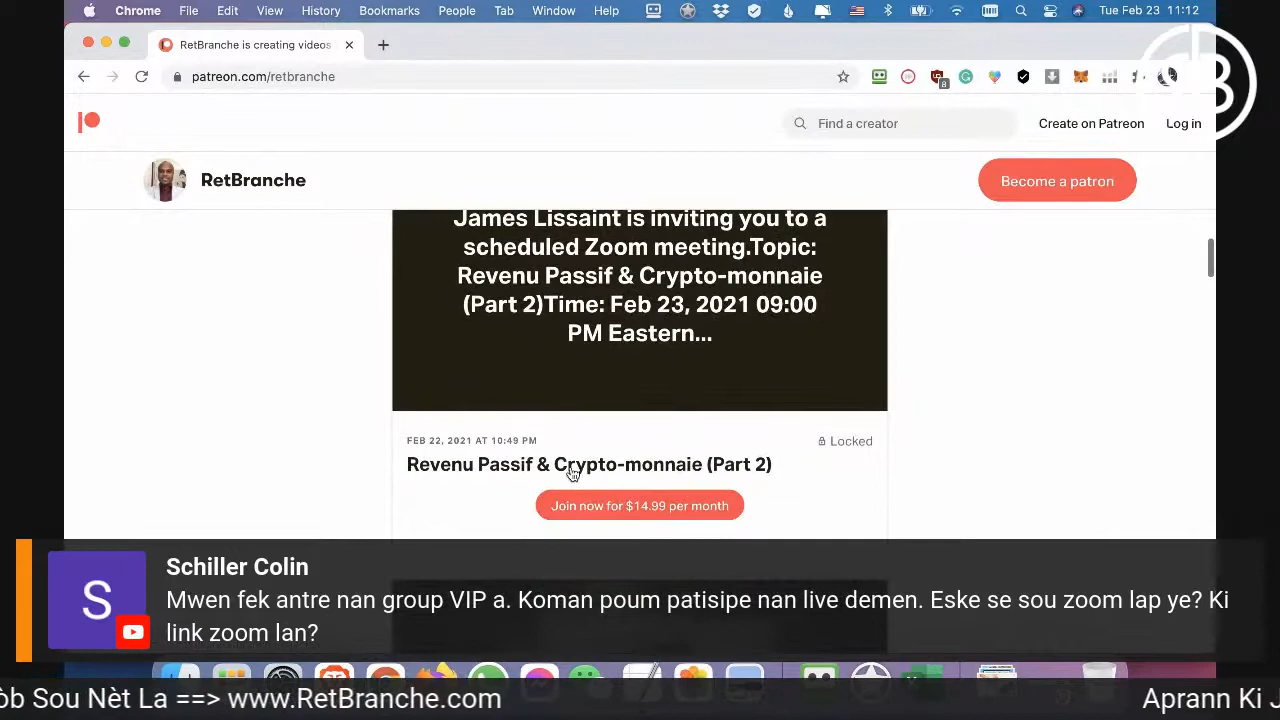 Chrome File Edit View History Bookmarks People Tab Window Help Tue Feb 23 11:12
RetBranche is creating videos
patreon.com/retbranche
8
Find a creator Create on Patreon Log in
RetBranche Become a patron
James Lissaint is inviting you to a
scheduled Zoom meeting.Topic:
Revenu Passif & Crypto-monnaie
(Part 2)Time: Feb 23, 2021 09:00
PM Eastern...
FEB 22, 2021 AT 10:49 PM Locked
Revenu Passif & Crypto-monnaie (Part 2)
Join now for $14.99 per month
S
Schiller Colin
Mwen fek antre nan group VIP a. Koman poum patisipe nan live demen. Eske se sou zoom lap ye? Ki
link zoom lan?
òb Sou Nèt La ==> www.RetBranche.com Aprann Ki J